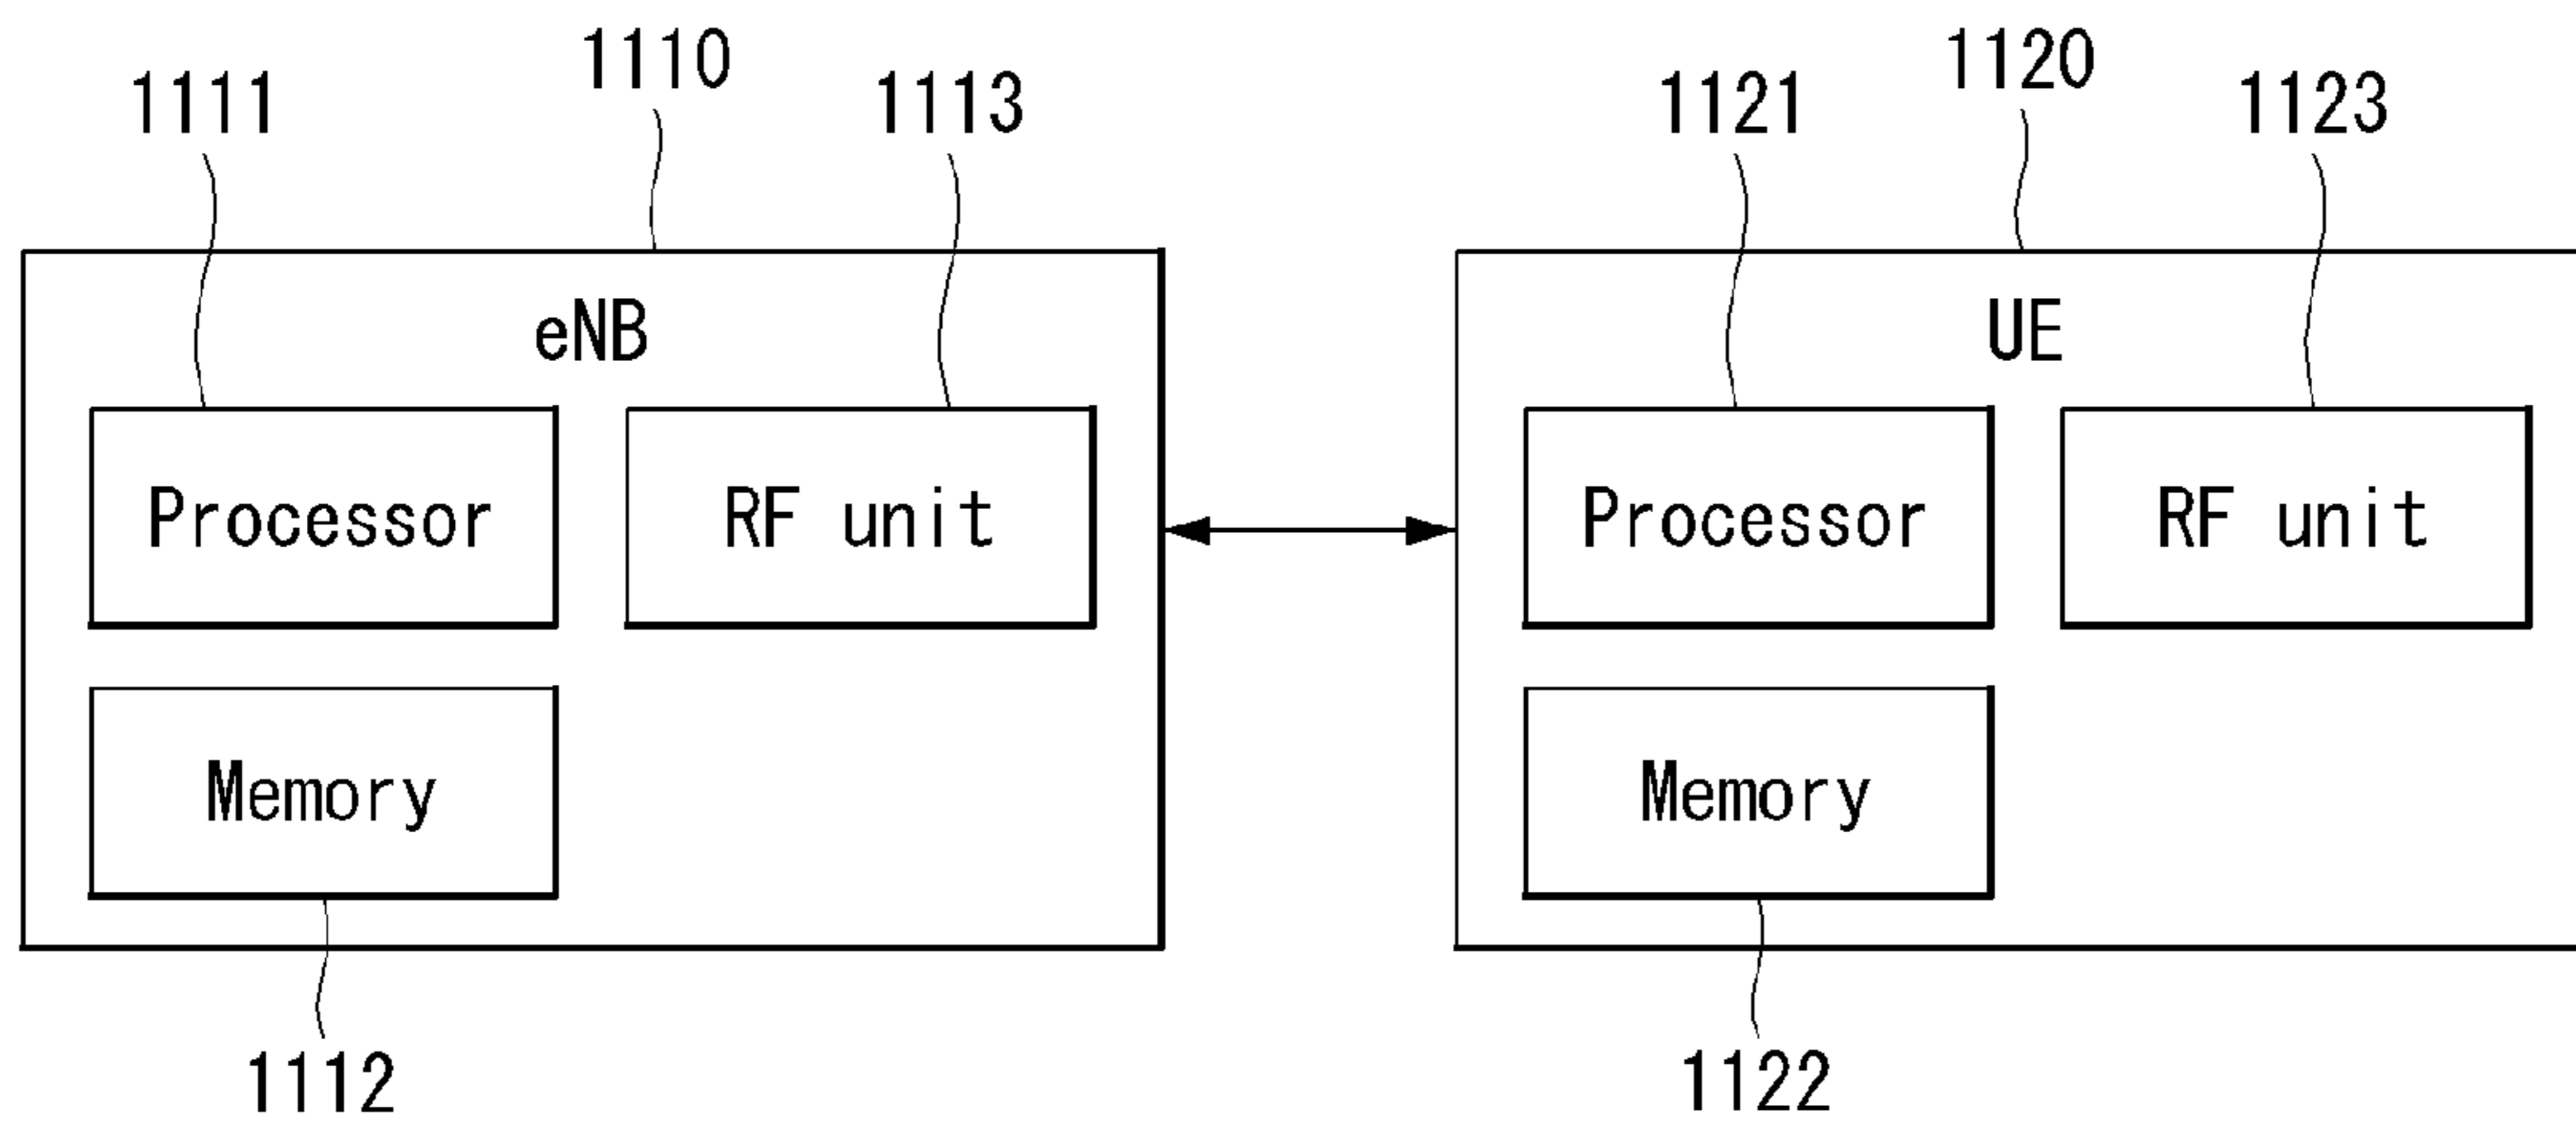 1110
1120
1111
1113
1121
1123
eNB
UE
Processor
RF unit
Processor
RF unit
Memory
Memory
1112
1122